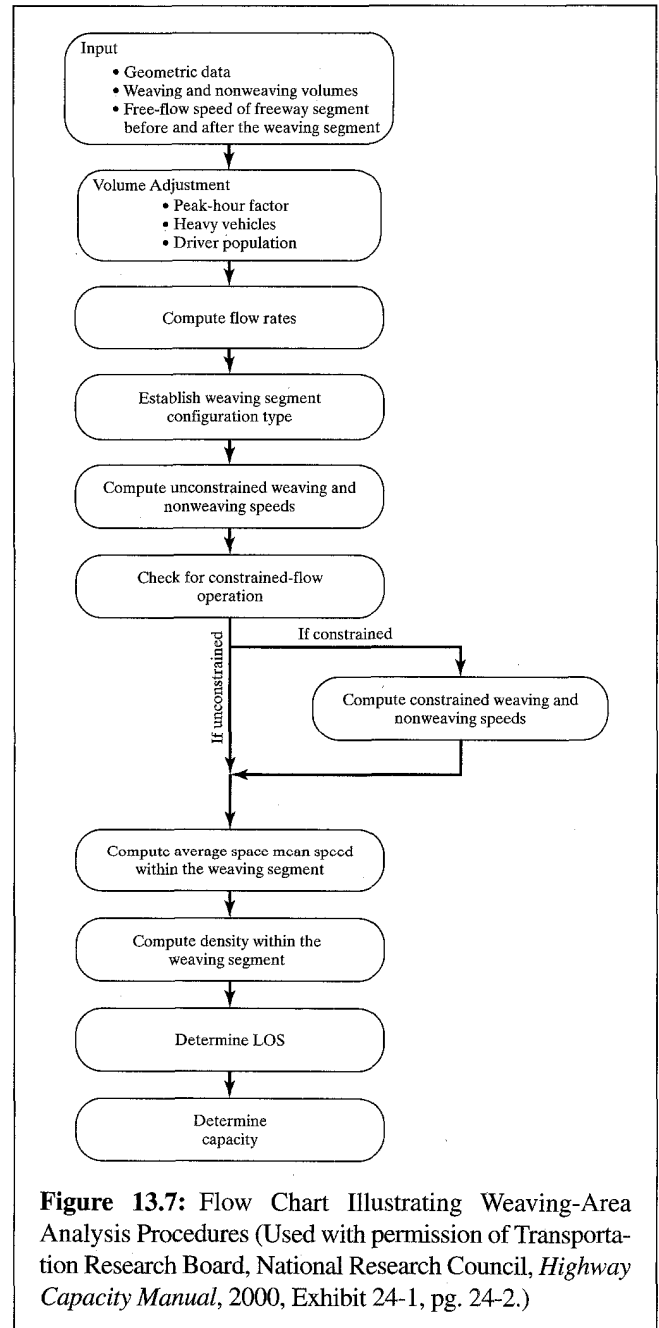 Input
• Geometric data
• Weaving and nonweaving volumes
• Free-flow speed of freeway segment
before and after the weaving segment
Volume Adjustment
• Peak-hour factor
• Heavy vehicles
• Driver population
Compute flow rates
Establish weaving segment
configuration type
Compute unconstrained weaving and
nonweaving speeds
Check for constrained-flow
operation
If unconstrained
If constrained
Compute constrained weaving and
nonweaving speeds
Compute average space mean speed
within the weaving segment
Compute density within the
weaving segment
Determine LOS
Determine
capacity
Figure 13.7: Flow Chart Illustrating Weaving-Area
Analysis Procedures (Used with permission of Transporta-
tion Research Board, National Research Council, Highway
Capacity Manual, 2000, Exhibit 24-1, pg. 24-2.)